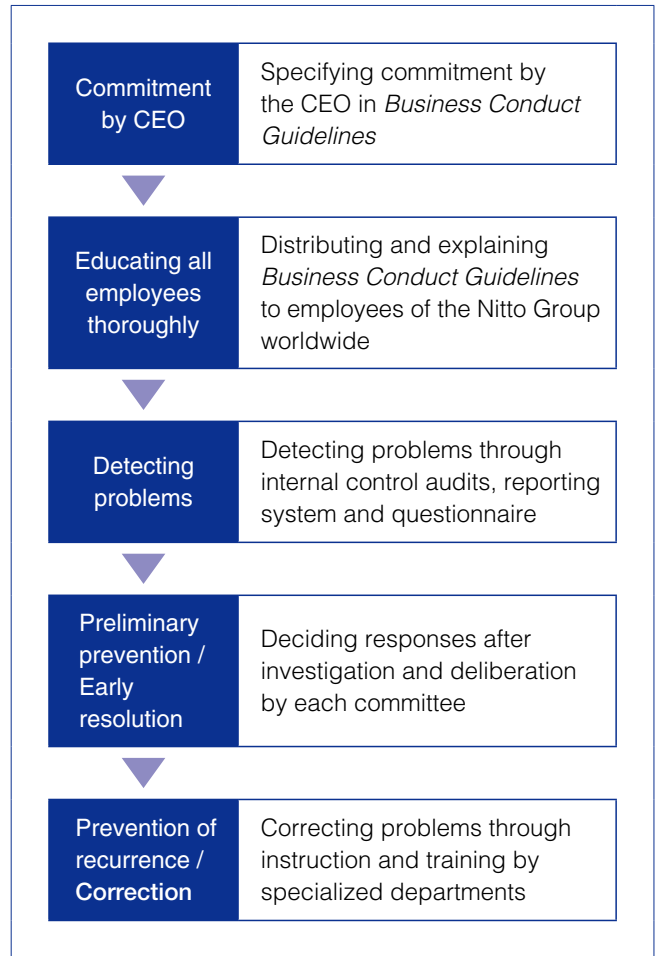 Commitment
by CEO
Specifying commitment by
the CEO in Business Conduct
Guidelines
Educating all
employees
thoroughly
Distributing and explaining
Business Conduct Guidelines
to employees of the Nitto Group
worldwide
Detecting
problems
Detecting problems through
internal control audits, reporting
system and questionnaire
Preliminary
prevention /
Early
resolution
Deciding responses after
investigation and deliberation
by each committee
Prevention of
recurrence /
Correction
Correcting problems through
instruction and training by
specialized departments